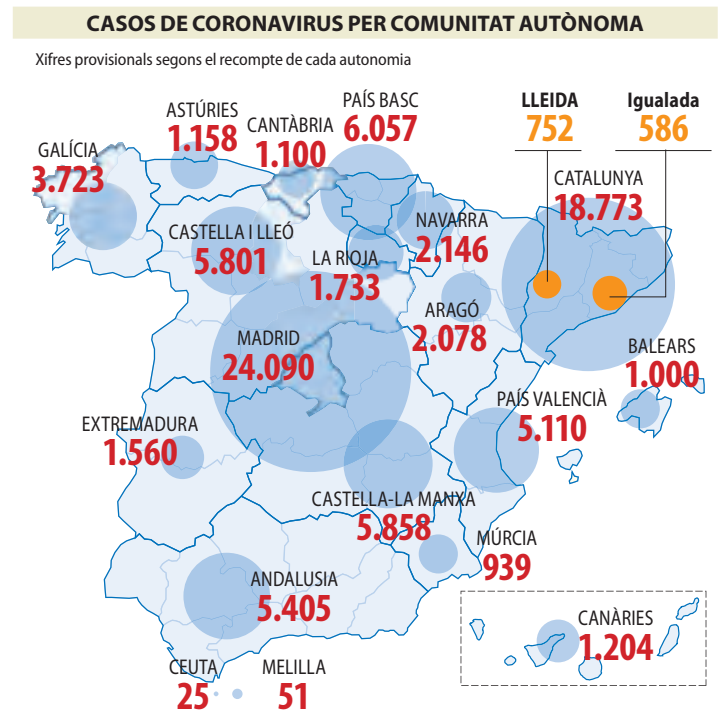 CASOS DE CORONAVIRUS PER COMUNITAT AUTÒNOMA
Xifres provisionals segons el recompte de cada autonomia
GALÍCIA
3.723
ASTÚRIES
1.158
CANTÀBRIA
1.100
PAÍS BASC
6.057
LLEIDA
752
Igualada
586
CATALUNYA
18.773
CASTELLA I LLEÓ
5.801
LA RIOJA
1.733
NAVARRA
2.146
ARAGÓ
2.078
MADRID
24.090
BALEARS
1.000
PAÍS VALENCIÀ
5.110
EXTREMADURA
1.560
CASTELLA-LA MANXA
5.858
MÚRCIA
939
ANDALUSIA
5.405
CANÀRIES
1.204
CEUTA
25
MELILLA
51